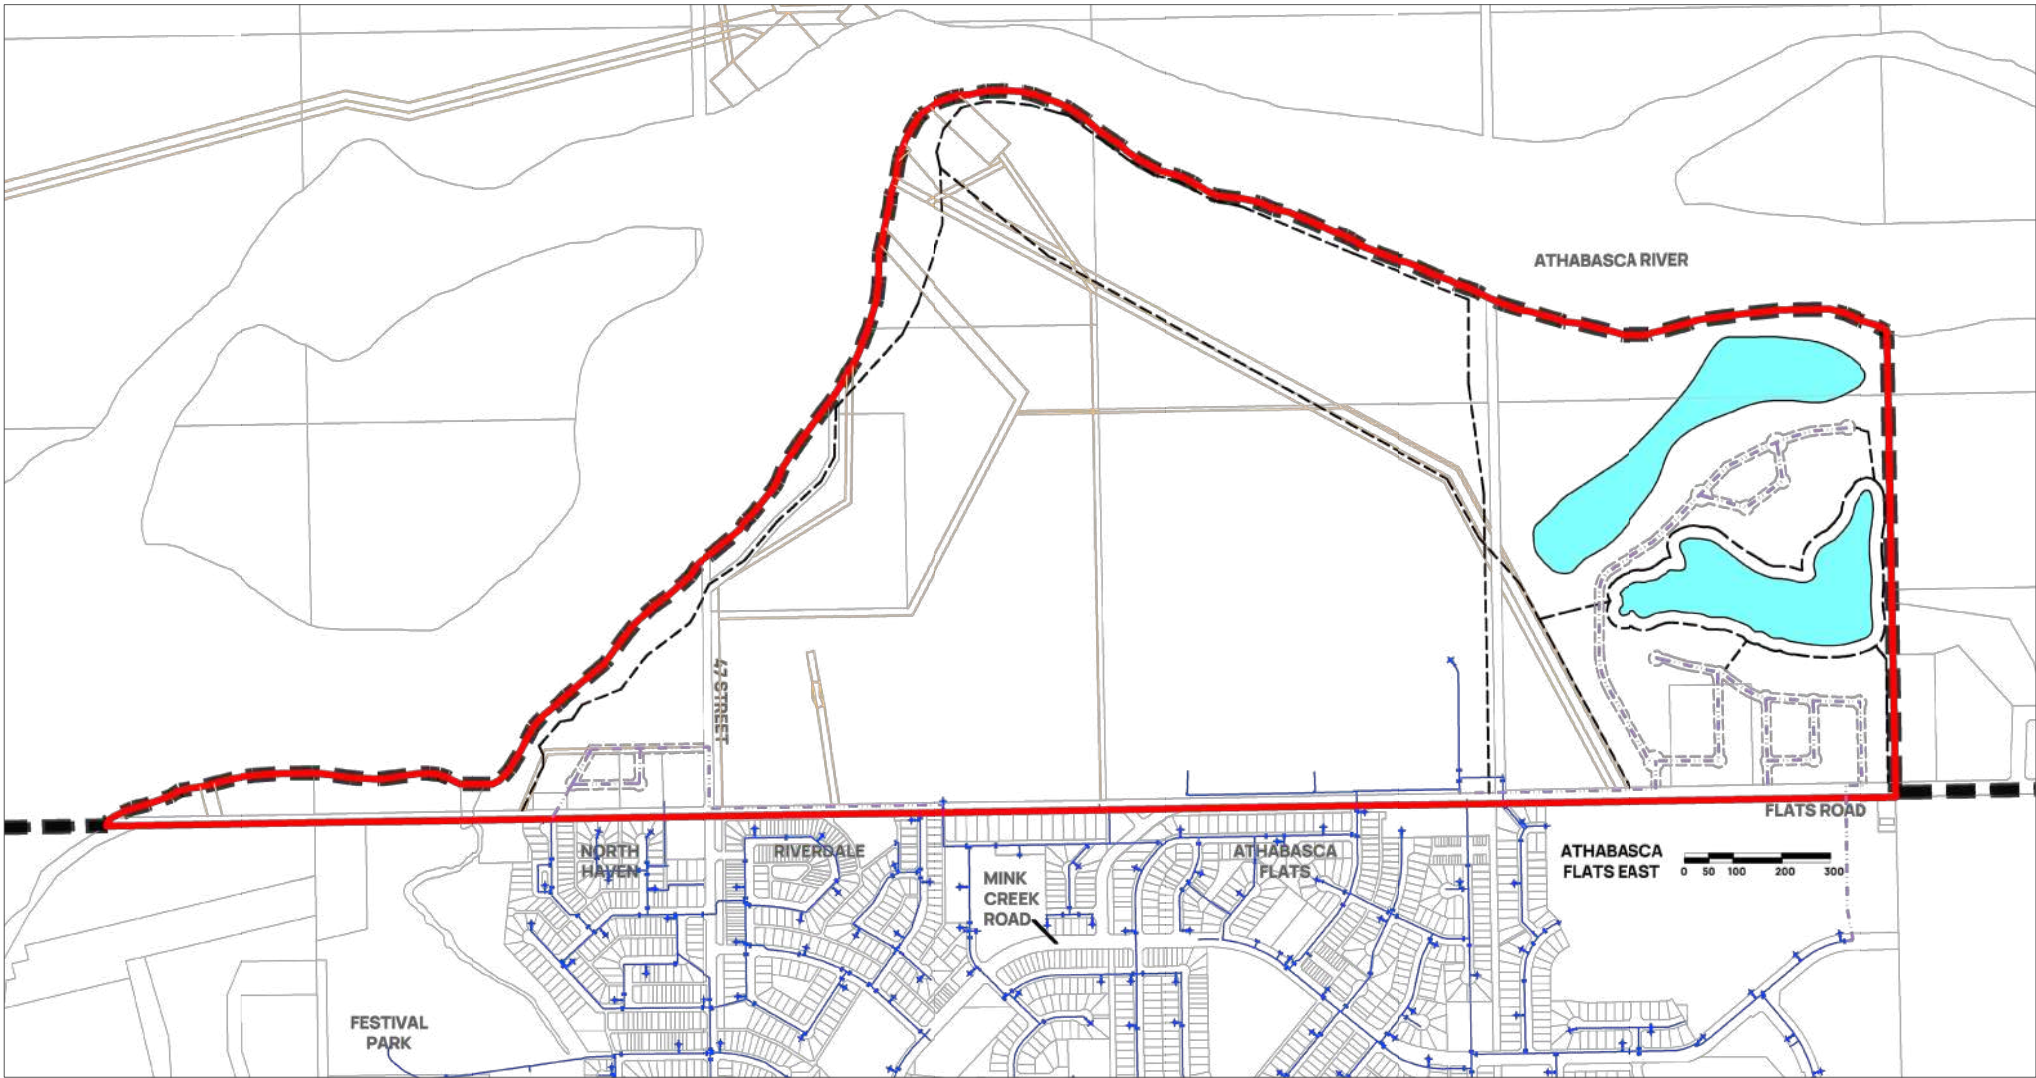 ATHABASCA RIVER
47 STREET
FLATS ROAD
NORTH
HAVEN
RIVERDALE
MINK
CREEK
ROAD
ATHABASCA
FLATS
ATHABASCA
FLATS EAST
0 50 100 200 300
FESTIVAL
PARK